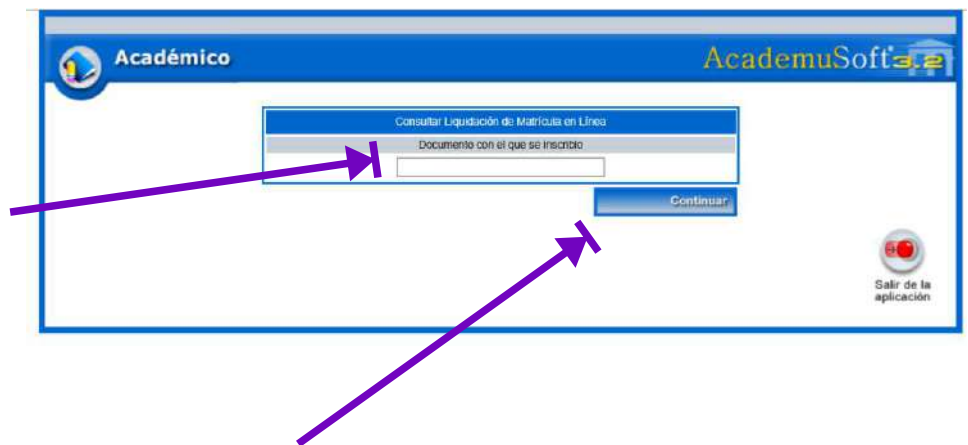 Académico
AcademuSoft 3.2
Consultar Liquidación de Matrícula en Línea
Documento con el que se inscribio
Continuar
Salir de la
aplicación